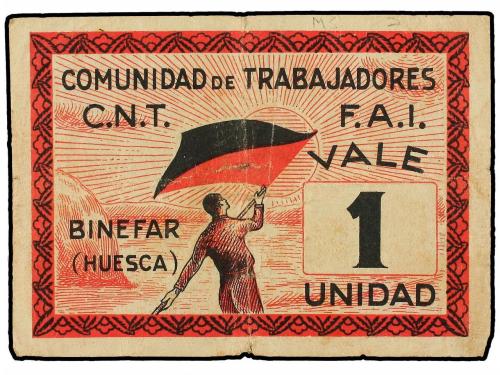 COMUNIDAD DE TRABAJADORES
C.N.T. F.A.I.
VALE
1
BINEFAR
(HUESCA)
UNIDAD